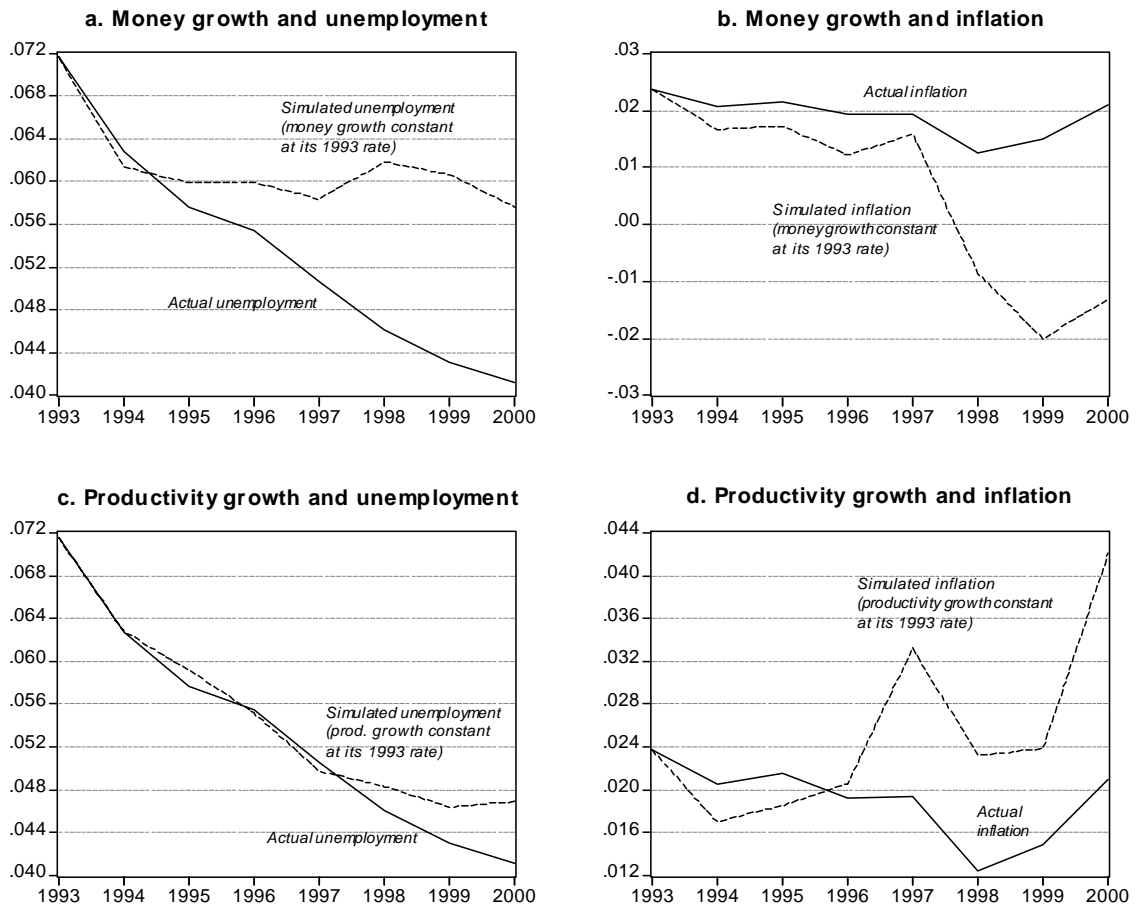 a. Money growth and unemployment
.072
.068
.064
.060
.056
.052
.048
.044
.040
Simulated unemployment
(money growth constant
at its 1993 rate)
Actual unemployment
1993 1994 1995 1996 1997 1998 1999 2000
b. Money growth and inflation
.03
.02
.01
.00
-.01
-.02
-.03
Actual inflation
Simulated inflation
(money growth constant
at its 1993 rate)
1993 1994 1995 1996 1997 1998 1999 2000
c. Productivity growth and unemployment
.072
.068
.064
.060
.056
.052
.048
.044
.040
Simulated unemployment
(prod. growth constant
at its 1993 rate)
Actual unemployment
1993 1994 1995 1996 1997 1998 1999 2000
d. Productivity growth and inflation
.044
.040
.036
.032
.028
.024
.020
.016
.012
Simulated inflation
(productivity growth constant
at its 1993 rate)
Actual
inflation
1993 1994 1995 1996 1997 1998 1999 2000